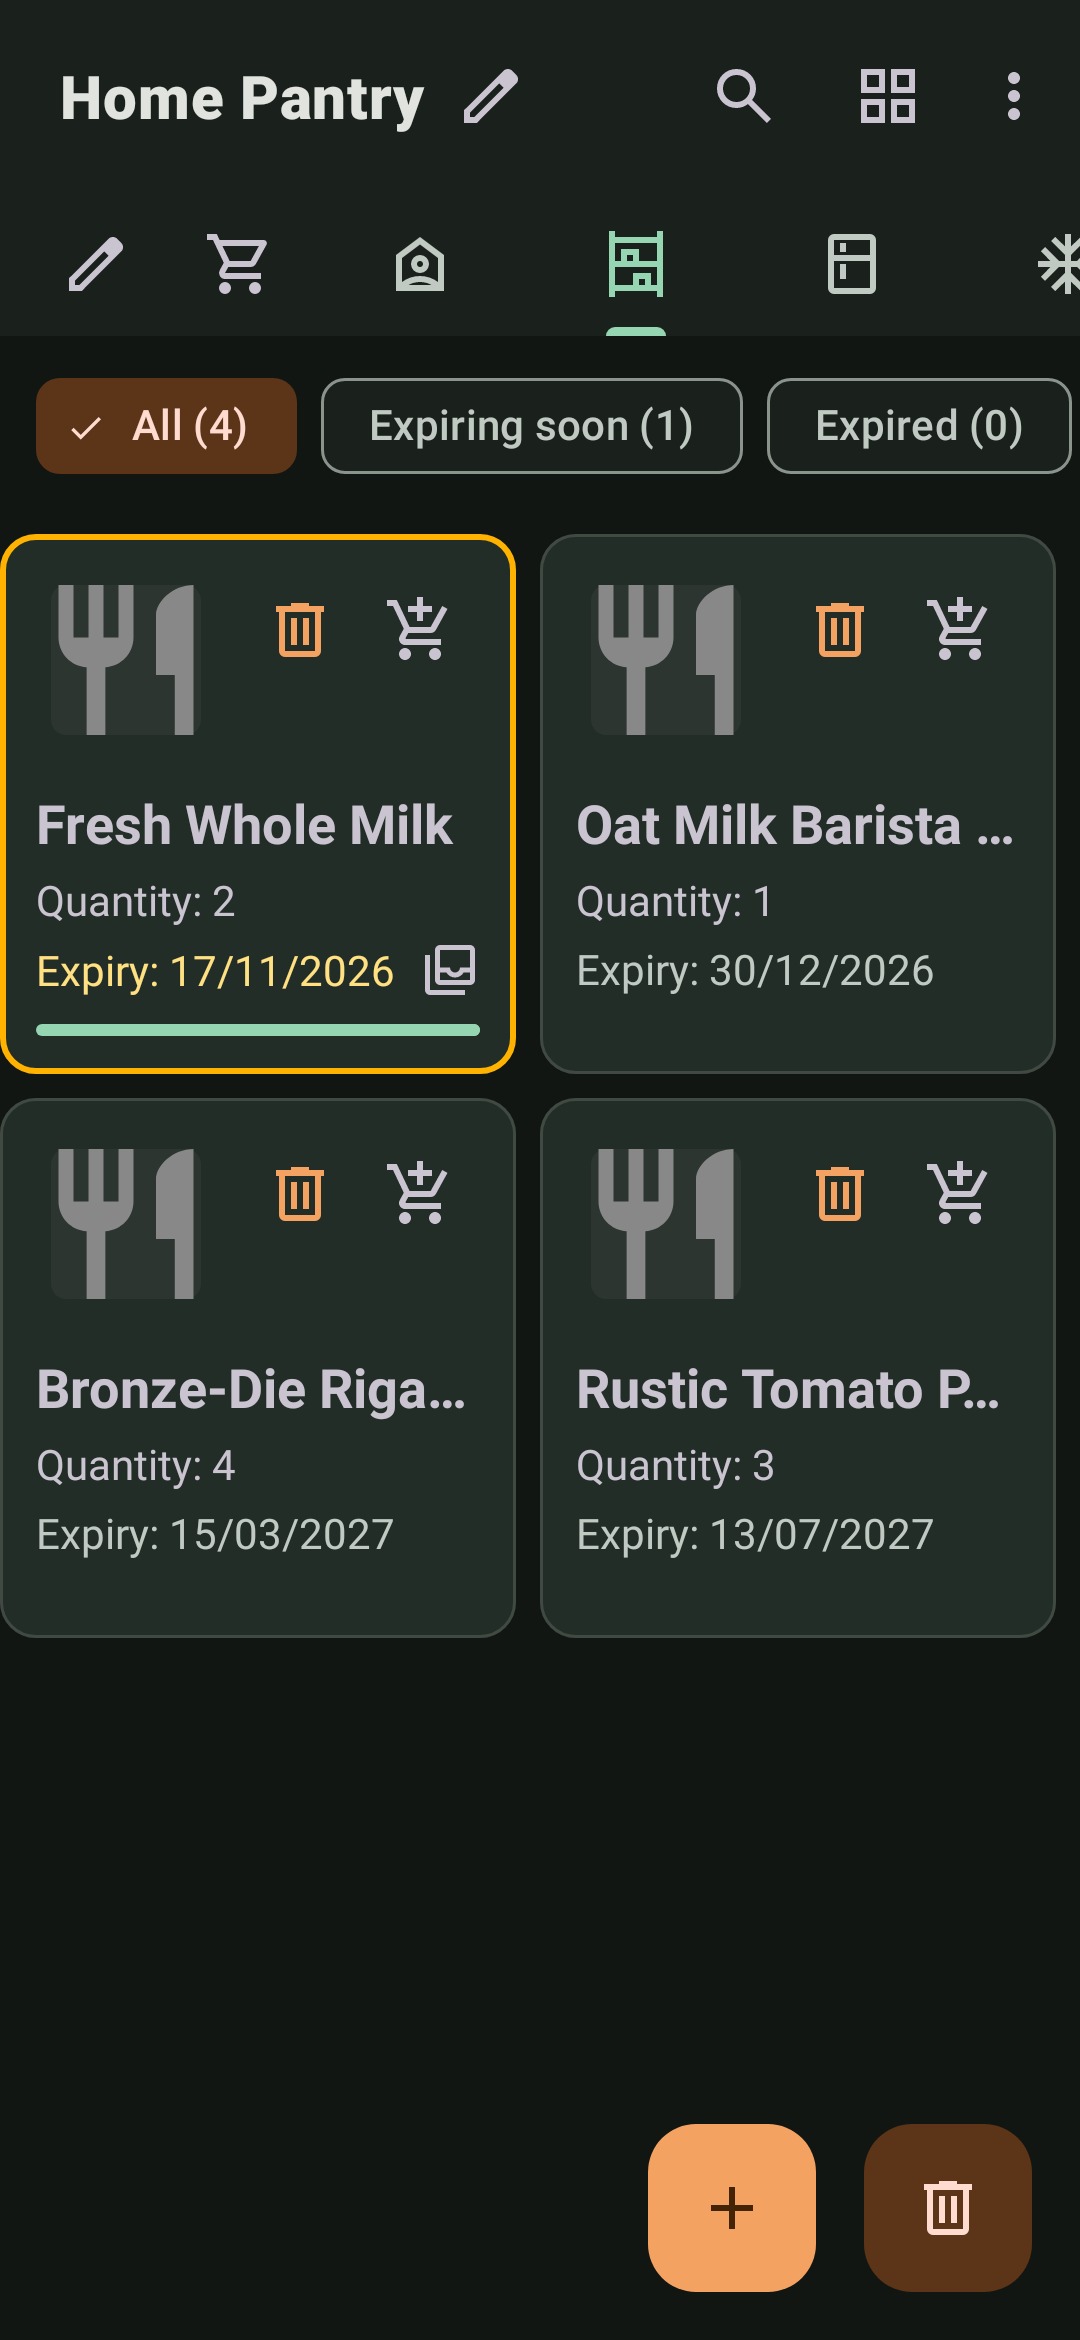 Home Pantry
All (4)
Expiring soon (1)
Expired (0)
Fresh Whole Milk
Quantity: 2
Expiry: 17/11/2026
Oat Milk Barista ...
Quantity: 1
Expiry: 30/12/2026
Bronze-Die Riga...
Quantity: 4
Expiry: 15/03/2027
Rustic Tomato P...
Quantity: 3
Expiry: 13/07/2027